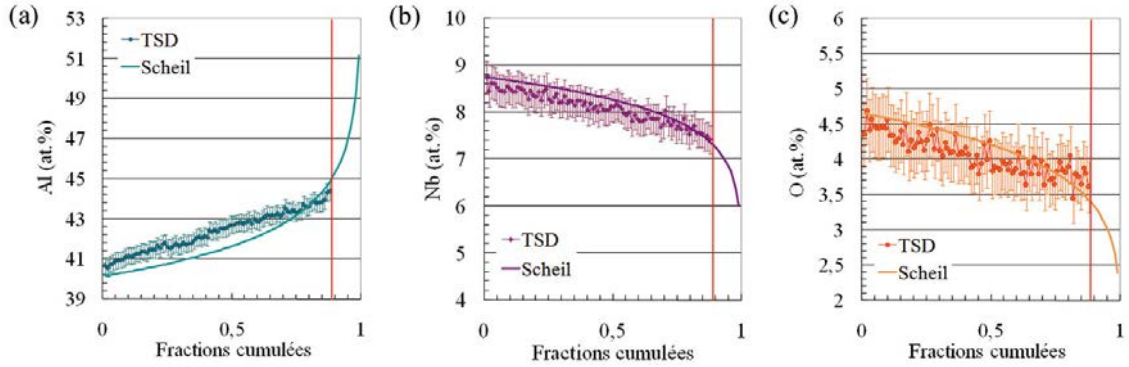 (a)
53
51
49
47
45
43
41
39
Al (at.%)
TSD
Scheil
0
0,5
1
Fractions cumulées
(b)
10
9
8
7
6
5
4
Nb (at.%)
TSD
Scheil
0
0,5
1
Fractions cumulées
(c)
6
5,5
5
4,5
4
3,5
3
2,5
2
O (at.%)
TSD
Scheil
0
0,5
1
Fractions cumulées